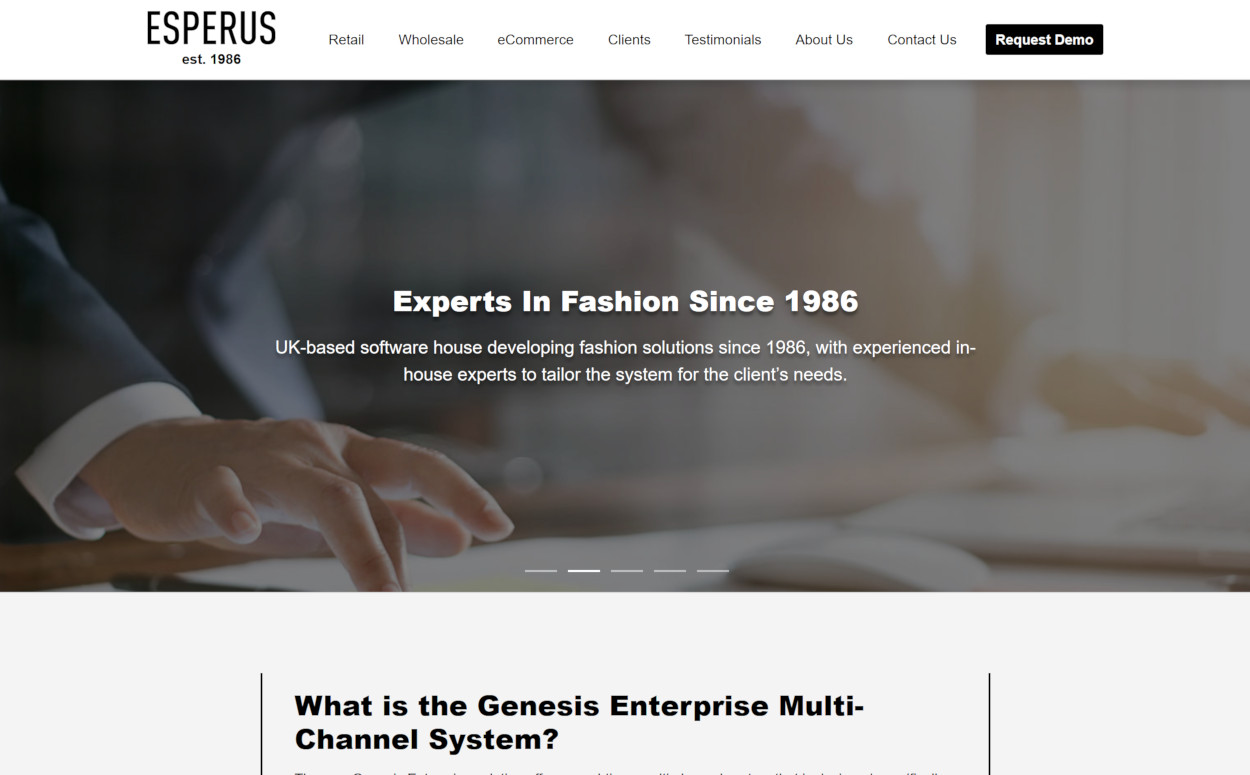 ESPERUS
est. 1986
Retail
Wholesale
eCommerce
Clients
Testimonials
About Us
Contact Us
Request Demo
Experts In Fashion Since 1986
UK-based software house developing fashion solutions since 1986, with experienced in-
house experts to tailor the system for the client's needs.
What is the Genesis Enterprise Multi-
Channel System?